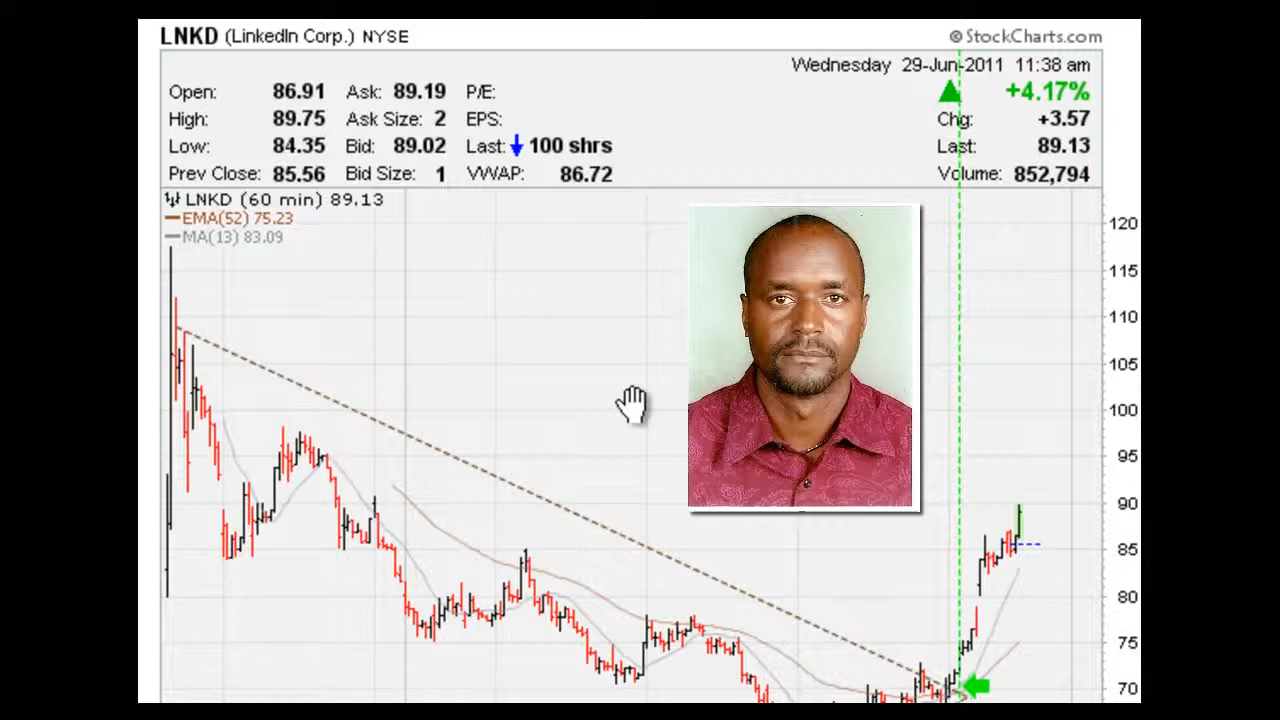 LNKD (LinkedIn Corp.) NYSE © StockCharts.com
Wednesday 29-Jun-2011 11:38 am
Open: 86.91 Ask: 89.19 P/E: +4.17%
High: 89.75 Ask Size: 2 EPS: Chg: +3.57
Low: 84.35 Bid: 89.02 Last: 100 shrs Last: 89.13
Prev Close: 85.56 Bid Size: 1 VWAP: 86.72 Volume: 852,794
LNKD (60 min) 89.13
EMA(52) 75.23
MA(13) 83.09
120
115
110
105
100
95
90
85
80
75
70